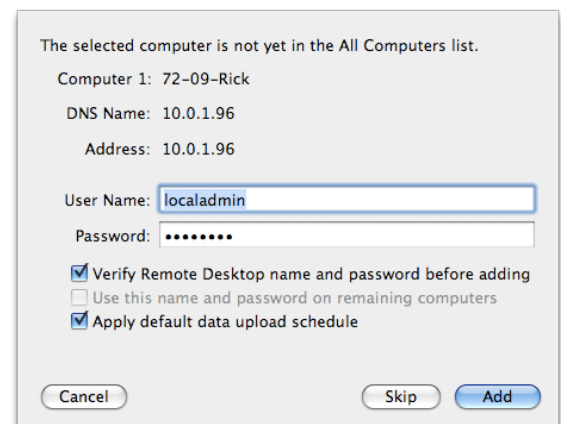 The selected computer is not yet in the All Computers list.
Computer 1: 72-09-Rick
DNS Name: 10.0.1.96
Address: 10.0.1.96
User Name: localadmin
Password: ••••••••
Verify Remote Desktop name and password before adding
Use this name and password on remaining computers
Apply default data upload schedule
Cancel Skip Add